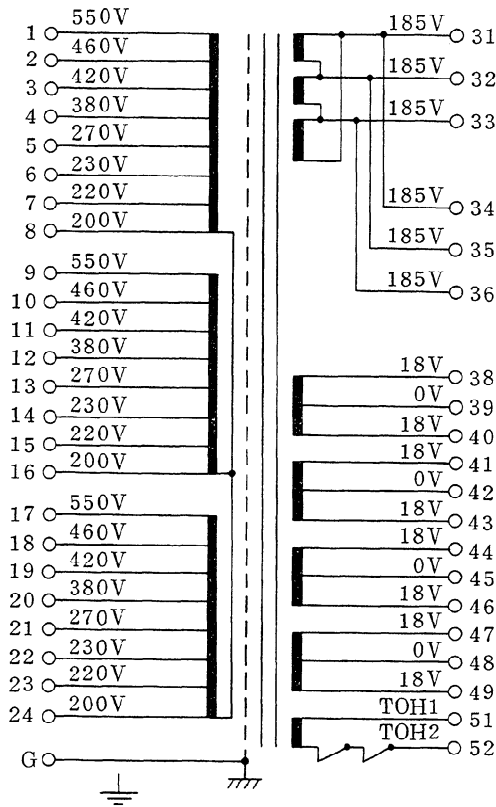 1 550V
2 460V
3 420V
4 380V
5 270V
6 230V
7 220V
8 200V
9 550V
10 460V
11 420V
12 380V
13 270V
14 230V
15 220V
16 200V
17 550V
18 460V
19 420V
20 380V
21 270V
22 230V
23 220V
24 200V
G
185V 31
185V 32
185V 33
185V 34
185V 35
185V 36
18V 38
0V 39
18V 40
18V 41
0V 42
18V 43
18V 44
0V 45
18V 46
18V 47
0V 48
18V 49
TOH1 51
TOH2 52